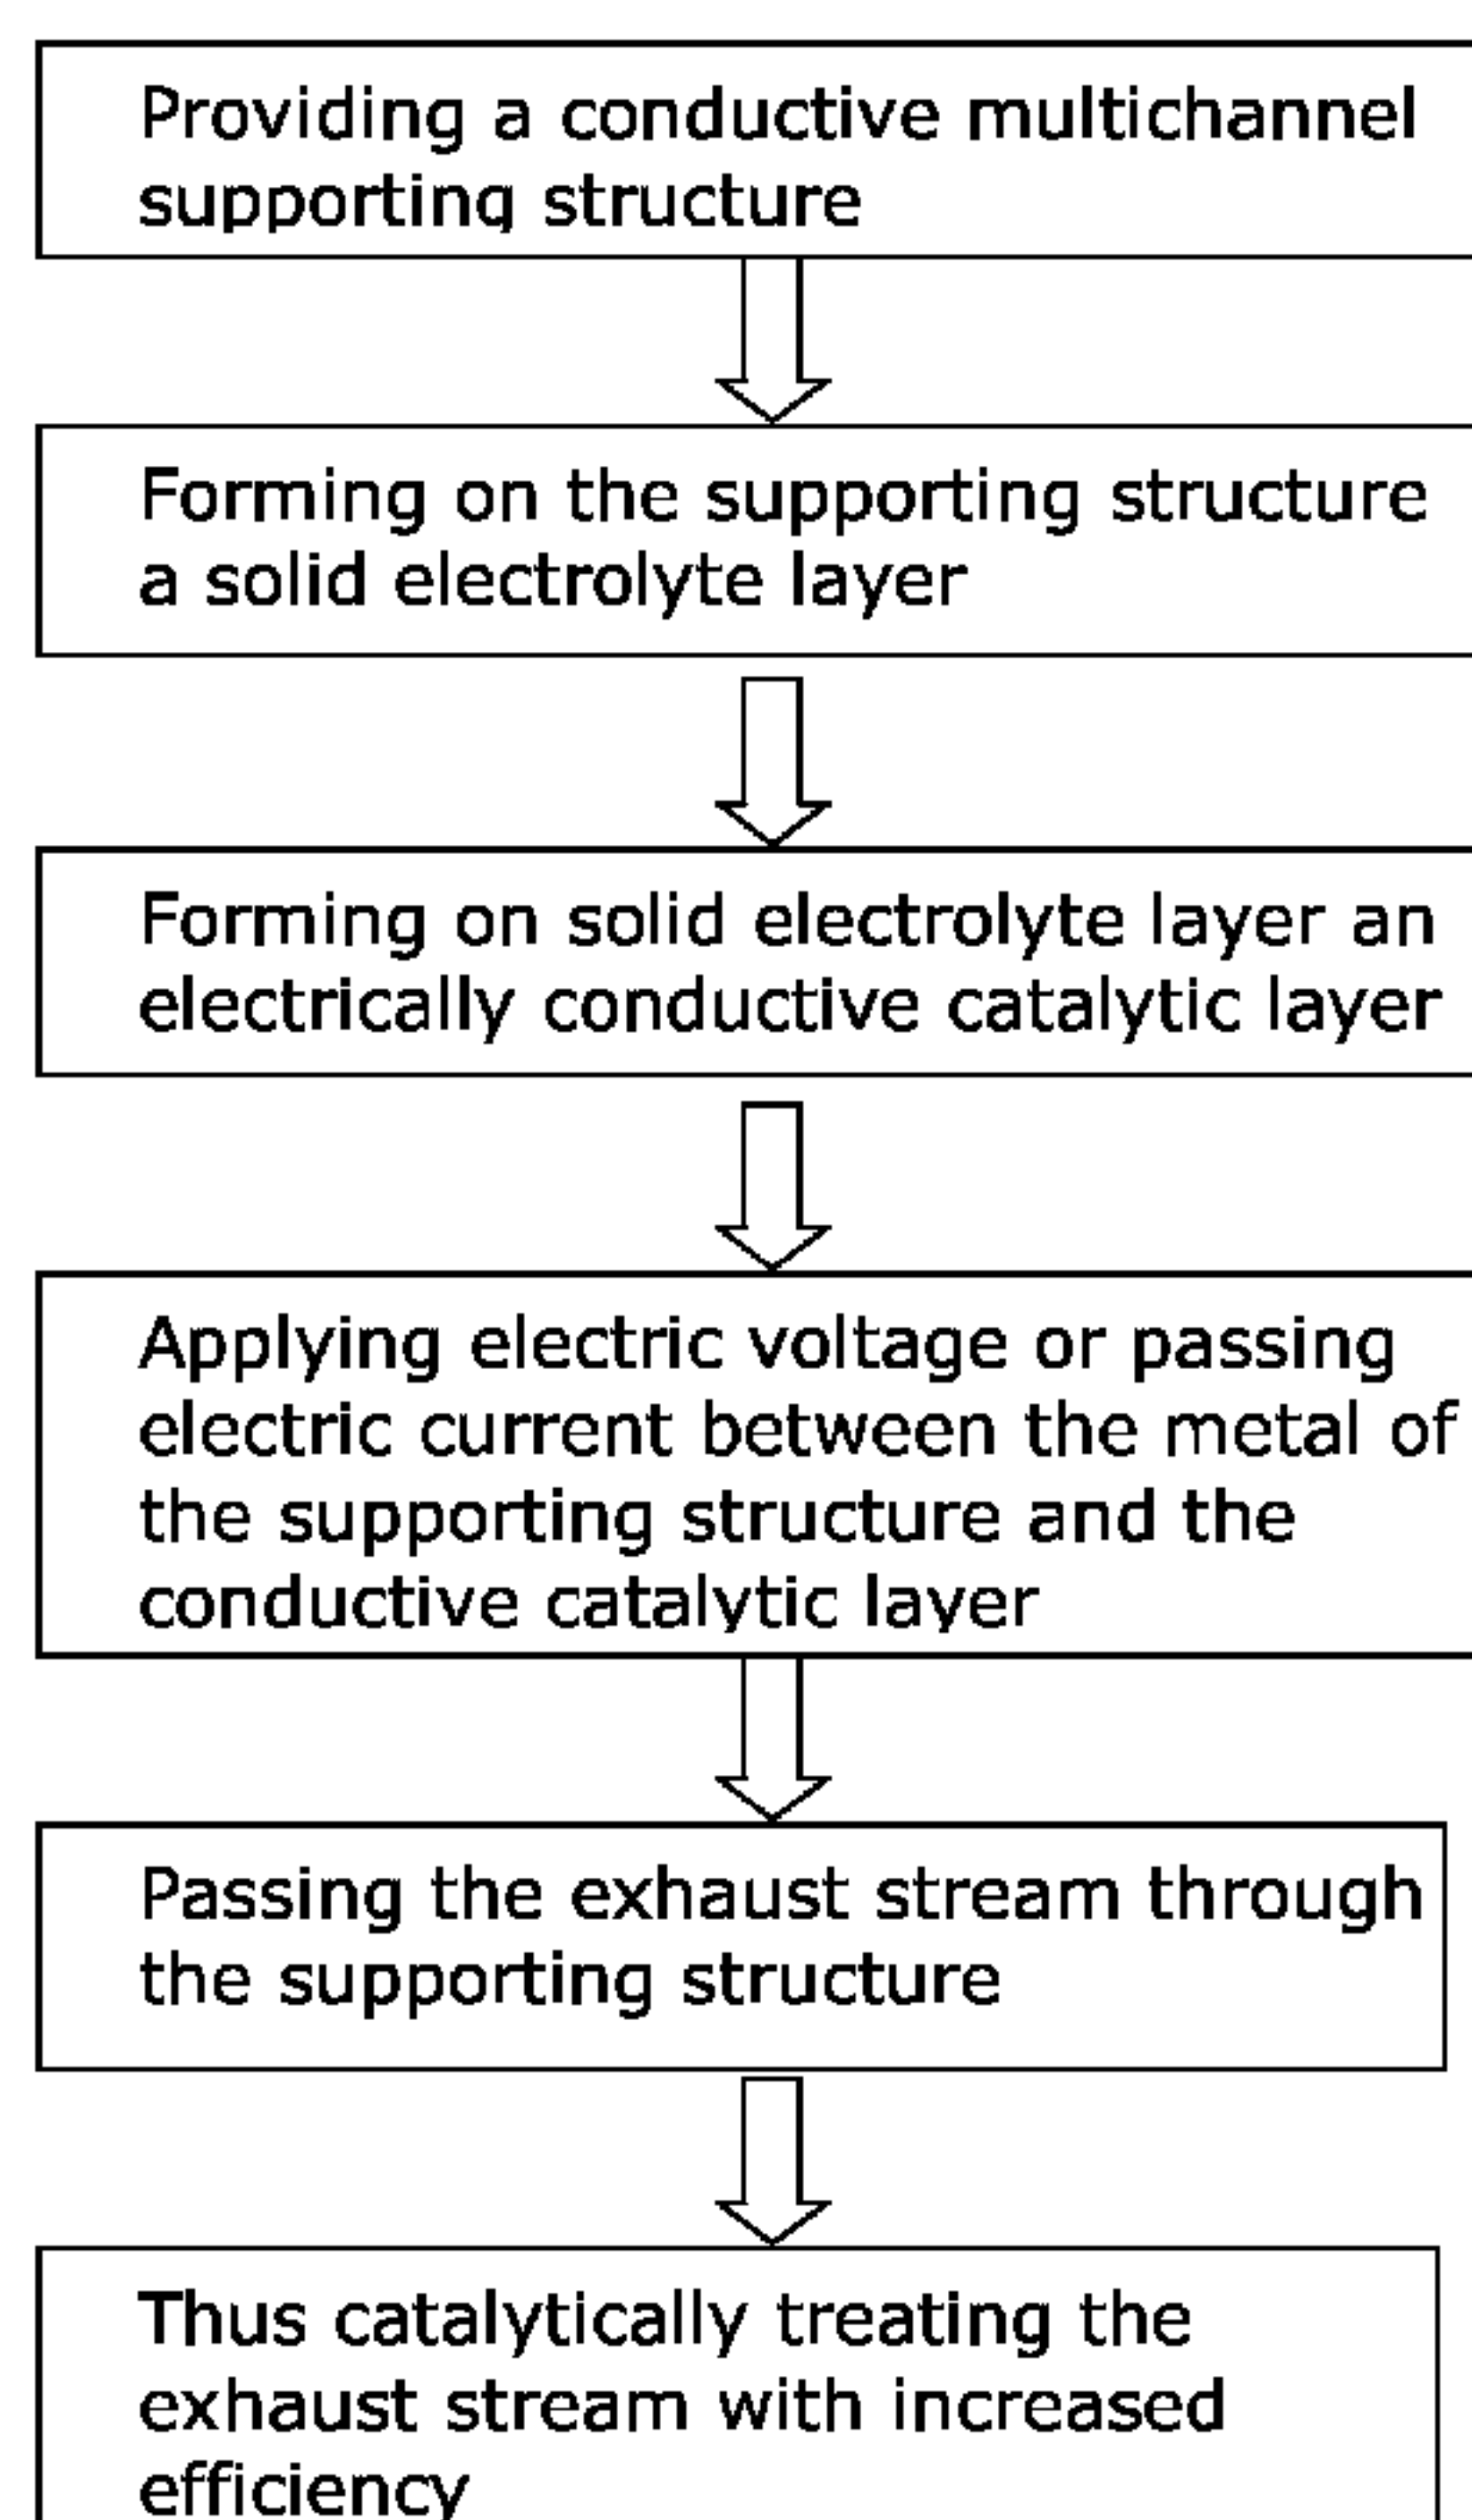 Providing a conductive multichannel
supporting structure
Forming on the supporting structure
a solid electrolyte layer
Forming on solid electrolyte layer an
electrically conductive catalytic layer
Applying electric voltage or passing
electric current between the metal of
the supporting structure and the
conductive catalytic layer
Passing the exhaust stream through
the supporting structure
Thus catalytically treating the
exhaust stream with increased
efficiency